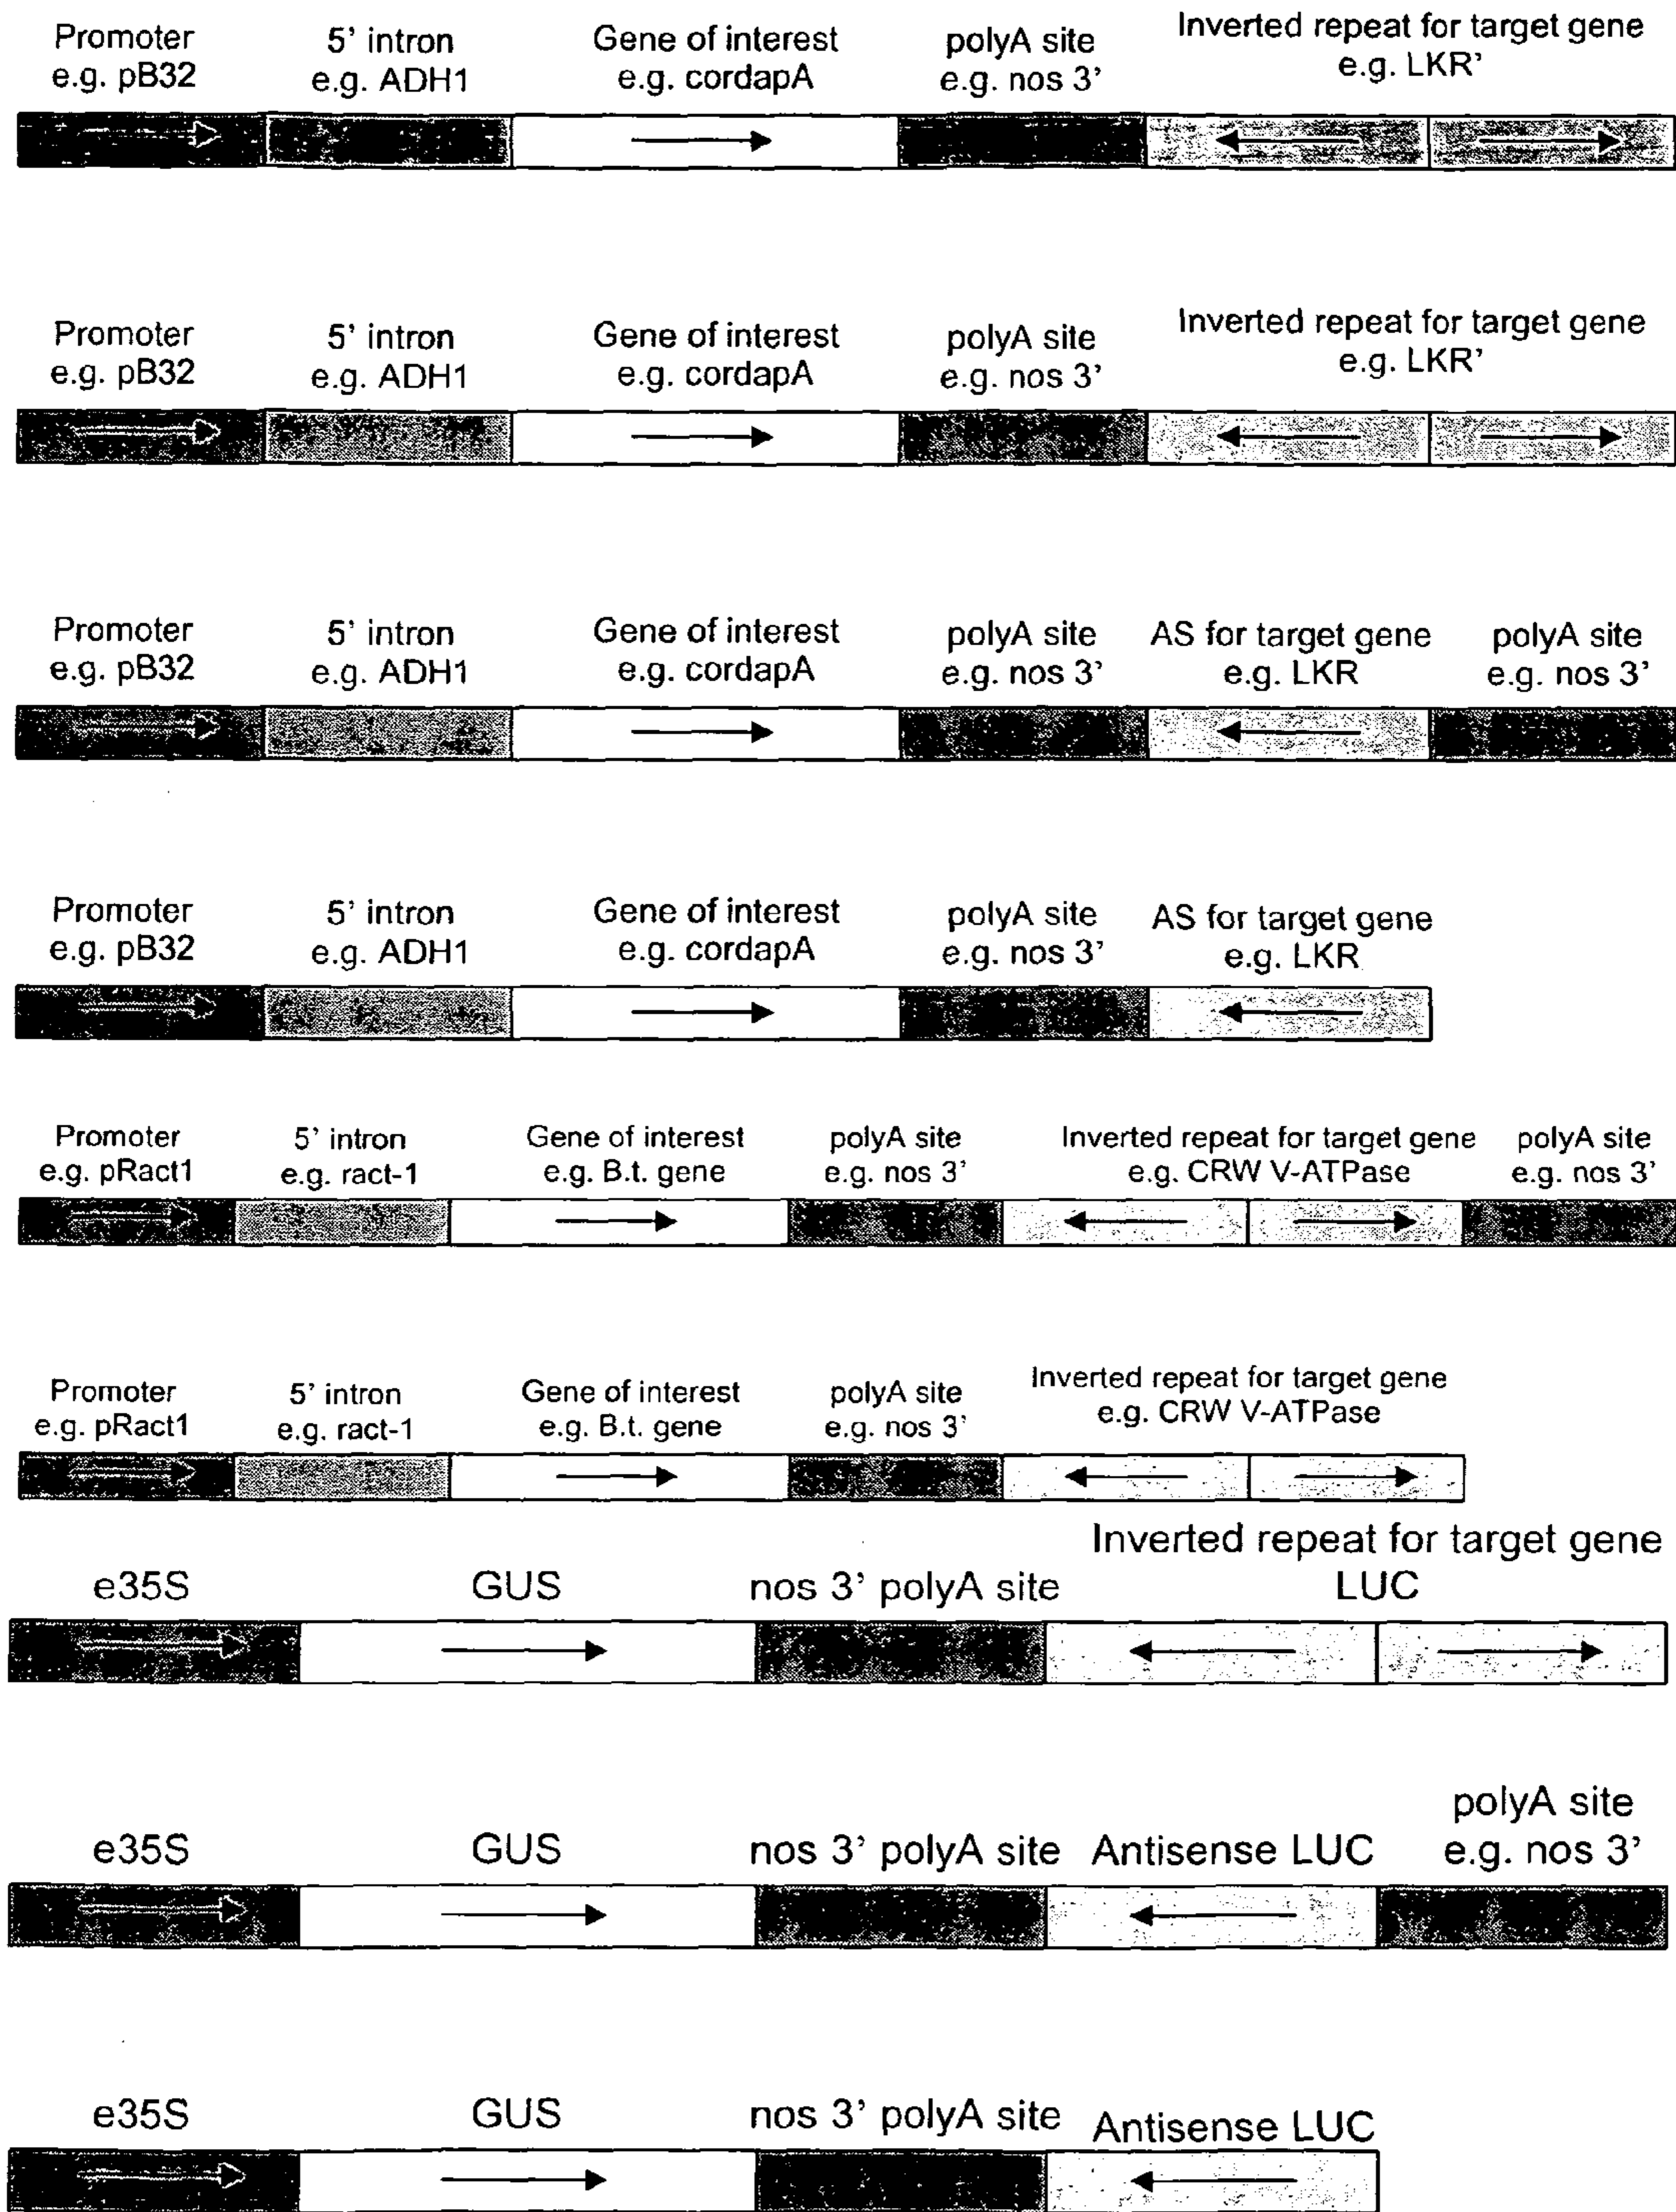 Promoter
e.g. pB32
5' intron
e.g. ADH1
Gene of interest
e.g. cordapA
polyA site
e.g. nos 3'
Inverted repeat for target gene
e.g. LKR'
Promoter
e.g. pB32
5' intron
e.g. ADH1
Gene of interest
e.g. cordapA
polyA site
e.g. nos 3'
Inverted repeat for target gene
e.g. LKR'
Promoter
e.g. pB32
5' intron
e.g. ADH1
Gene of interest
e.g. cordapA
polyA site
e.g. nos 3'
AS for target gene
e.g. LKR
polyA site
e.g. nos 3'
Promoter
e.g. pB32
5' intron
e.g. ADH1
Gene of interest
e.g. cordapA
polyA site
e.g. nos 3'
AS for target gene
e.g. LKR
Promoter
e.g. pRact1
5' intron
e.g. ract-1
Gene of interest
e.g. B.t. gene
polyA site
e.g. nos 3'
Inverted repeat for target gene
e.g. CRW V-ATPase
polyA site
e.g. nos 3'
Promoter
e.g. pRact1
5' intron
e.g. ract-1
Gene of interest
e.g. B.t. gene
polyA site
e.g. nos 3'
Inverted repeat for target gene
e.g. CRW V-ATPase
e35S
GUS
nos 3' polyA site
Inverted repeat for target gene
LUC
e35S
GUS
nos 3' polyA site
Antisense LUC
polyA site
e.g. nos 3'
e35S
GUS
nos 3' polyA site
Antisense LUC